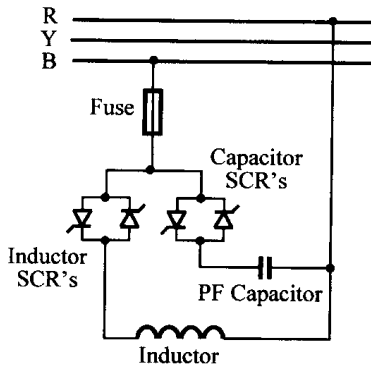 R
Y
B
Fuse
Capacitor
SCR's
Inductor
SCR's
PF Capacitor
Inductor